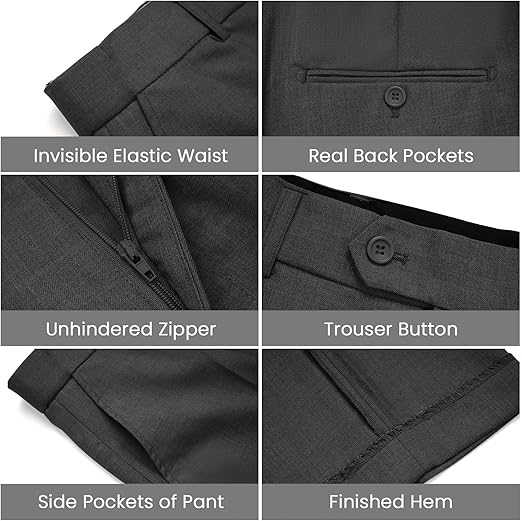 Invisible Elastic Waist
Real Back Pockets
Unhindered Zipper
Trouser Button
Side Pockets of Pant
Finished Hem